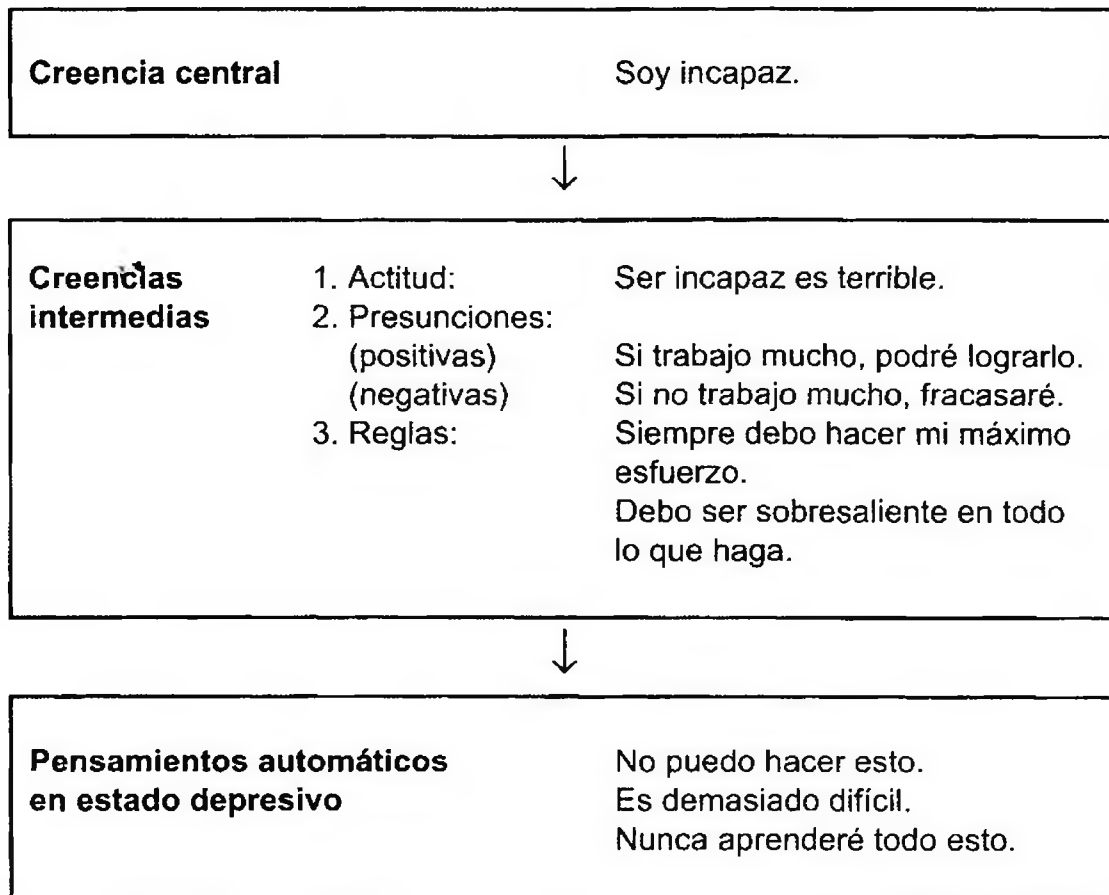 Creencia central Soy incapaz.
↓
Creencias 1. Actitud: Ser incapaz es terrible.
intermedias 2. Presunciones:
(positivas) Si trabajo mucho, podré lograrlo.
(negativas) Si no trabajo mucho, fracasaré.
3. Reglas: Siempre debo hacer mi máximo
esfuerzo.
Debo ser sobresaliente en todo
lo que haga.
↓
Pensamientos automáticos No puedo hacer esto.
en estado depresivo Es demasiado difícil.
Nunca aprenderé todo esto.